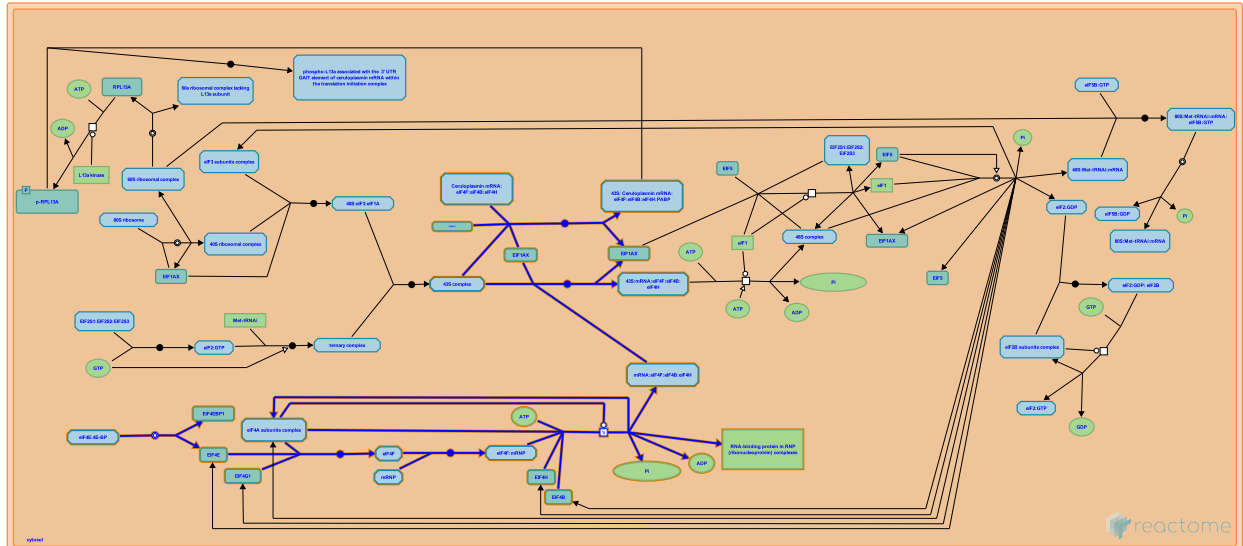 phospho-L13a associated wth the 3' UTR
GAIT element of ceruloplasmin mRNA within
the translation initiation complex
ATP
RPL13A
60s ribosomal complex lacking
L13a subunit
ADP
L13a kinase
P
p-RPL13A
60S ribosomal complex
eIF3 subunits complex
80S ribosome
40S ribosomal complex
EIF1AX
40S:eIF3:eIF1A
Ceruloplasmin mRNA:
eIF4F:eIF4B:eIF4H
43S: Ceruloplasmin mRNA:
eIF4F:eIF4B:eIF4H:PABP
EIF1AX
EIF1AX
43S complex
43S:mRNA:eIF4F:eIF4B:
eIF4H
EIF2S1:EIF2S2:EIF2S3
Met-tRNAi
eIF2:GTP
GTP
ternary complex
EIF5
EIF2S1:EIF2S2:
EIF2S3
EIF5
eIF1
eIF1
48S complex
EIF1AX
ATP
ATP
ADP
Pi
EIF5
Pi
eIF5B:GTP
80S:Met-tRNAi:mRNA:
eIF5B:GTP
48S:Met-tRNAi:mRNA
eIF2:GDP
eIF5B:GDP
Pi
80S:Met-tRNAi:mRNA
eIF2:GDP: eIF2B
GTP
eIF2B subunits complex
eIF2:GTP
GDP
mRNA:eIF4F:eIF4B:eIF4H
eIF4E:4E-BP
EIF4EBP1
EIF4E
eIF4A subunits complex
EIF4G1
eIF4F
mRNP
eIF4F:mRNP
ATP
EIF4H
EIF4B
Pi
ADP
RNA-binding protein in RNP
(ribonucleoprotein) complexes
cytosol
reactome